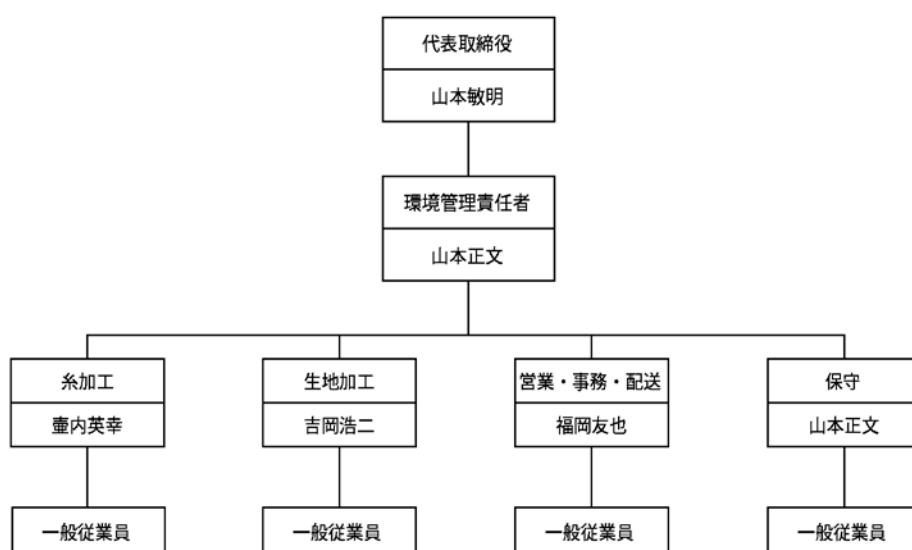 代表取締役
山本敏明
環境管理責任者
山本正文
糸加工
壷内英幸
生地加工
吉岡浩二
営業・事務・配送
福岡友也
保守
山本正文
一般従業員
一般従業員
一般従業員
一般従業員